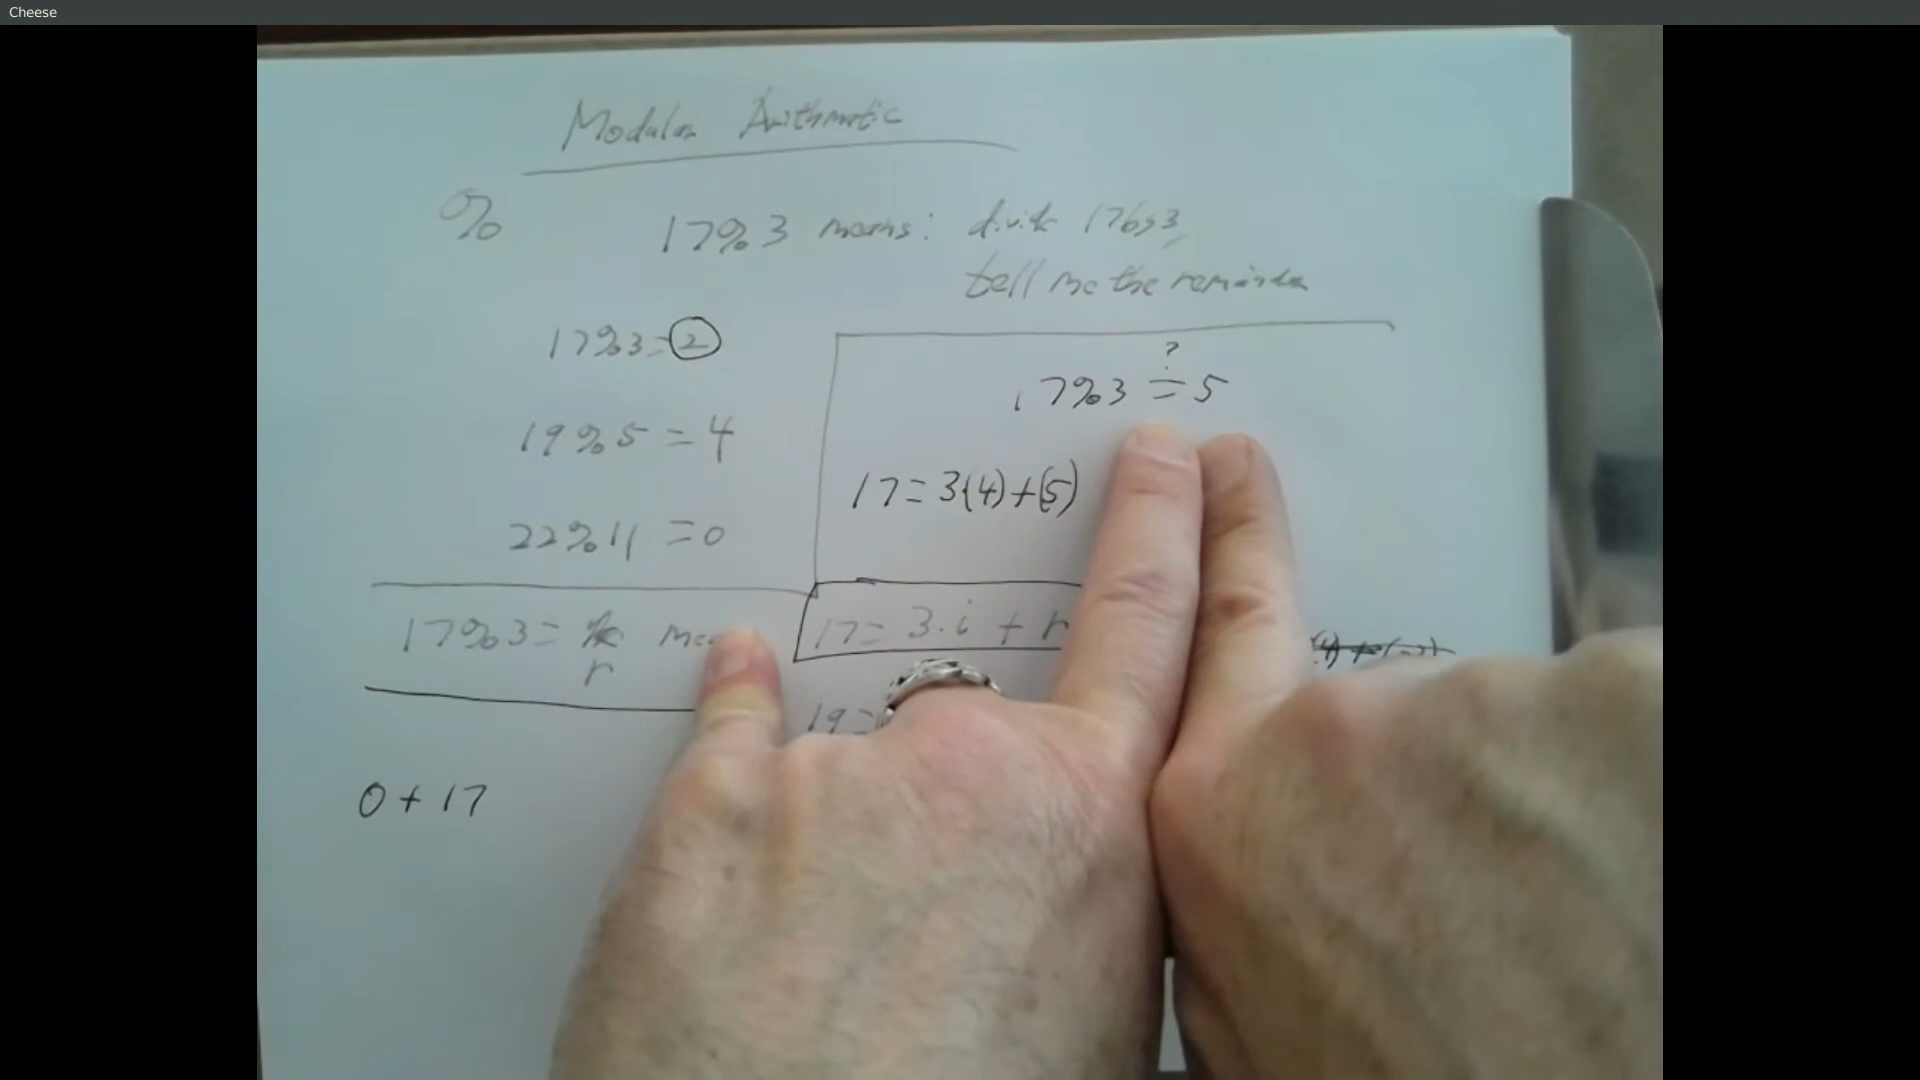 Cheese
Modular Arithmetic
%
17%3 means: divide 17 by 3,
tell me the remainder
17%3=2
19%5=4
22%11=0
?
17%3=5
17=3(4)+(5)
17%3=
r
17=3.i+r
19=
0+17